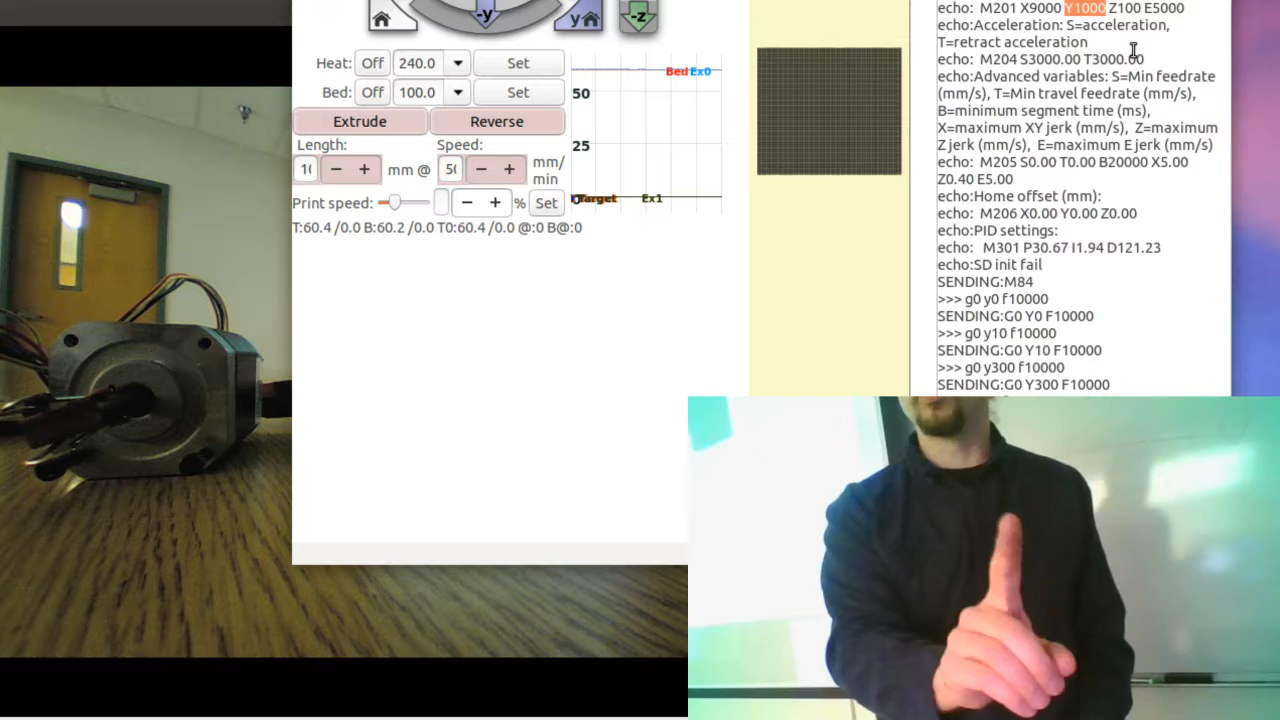 -y
y
-z
Heat: Off 240.0 Set
Bed: Off 100.0 Set
Extrude Reverse
Length: Speed:
− + mm @ − + mm/
min
Print speed: − + % Set
T:60.4 /0.0 B:60.2 /0.0 T0:60.4 @:0 B@:0
Bed Ex0
50
25
0
Target Ex1
echo: M201 X9000 Y1000 Z100 E5000
echo:Acceleration: S=acceleration,
T=retract acceleration
echo: M204 S3000.00 T3000.00
echo:Advanced variables: S=Min feedrate
(mm/s), T=Min travel feedrate (mm/s),
B=minimum segment time (ms),
X=maximum XY jerk (mm/s), Z=maximum
Z jerk (mm/s), E=maximum E jerk (mm/s)
echo: M205 S0.00 T0.00 B20000 X5.00
Z0.40 E5.00
echo:Home offset (mm):
echo: M206 X0.00 Y0.00 Z0.00
echo:PID settings:
echo: M301 P30.67 I1.94 D121.23
echo:SD init fail
SENDING:M84
>>> g0 y0 f10000
SENDING:G0 Y0 F10000
>>> g0 y10 f10000
SENDING:G0 Y10 F10000
>>> g0 y300 f10000
SENDING:G0 Y300 F10000